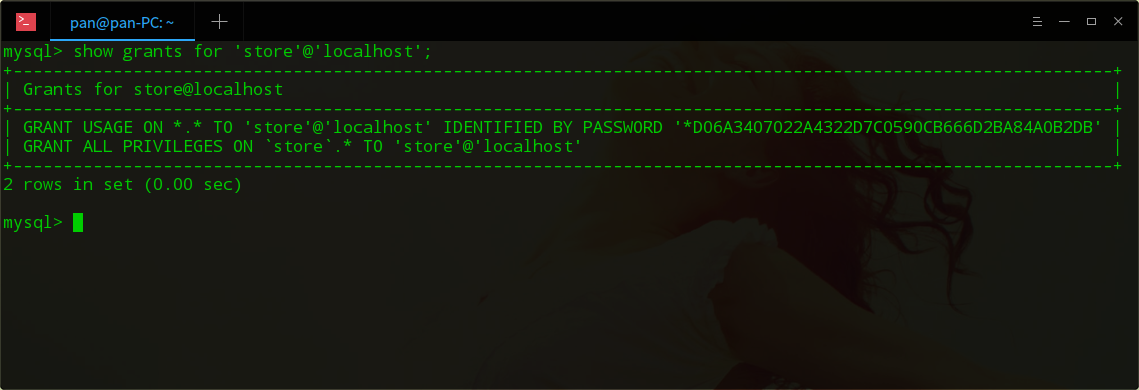 pan@pan-PC: ~
mysql> show grants for 'store'@'localhost';
+--------------------------------------------------------------------------------------------------------------+
| Grants for store@localhost                                                                                   |
+--------------------------------------------------------------------------------------------------------------+
| GRANT USAGE ON *.* TO 'store'@'localhost' IDENTIFIED BY PASSWORD '*D06A3407022A4322D7C0590CB666D2BA84A0B2DB' |
| GRANT ALL PRIVILEGES ON `store`.* TO 'store'@'localhost'                                                     |
+--------------------------------------------------------------------------------------------------------------+
2 rows in set (0.00 sec)
mysql>